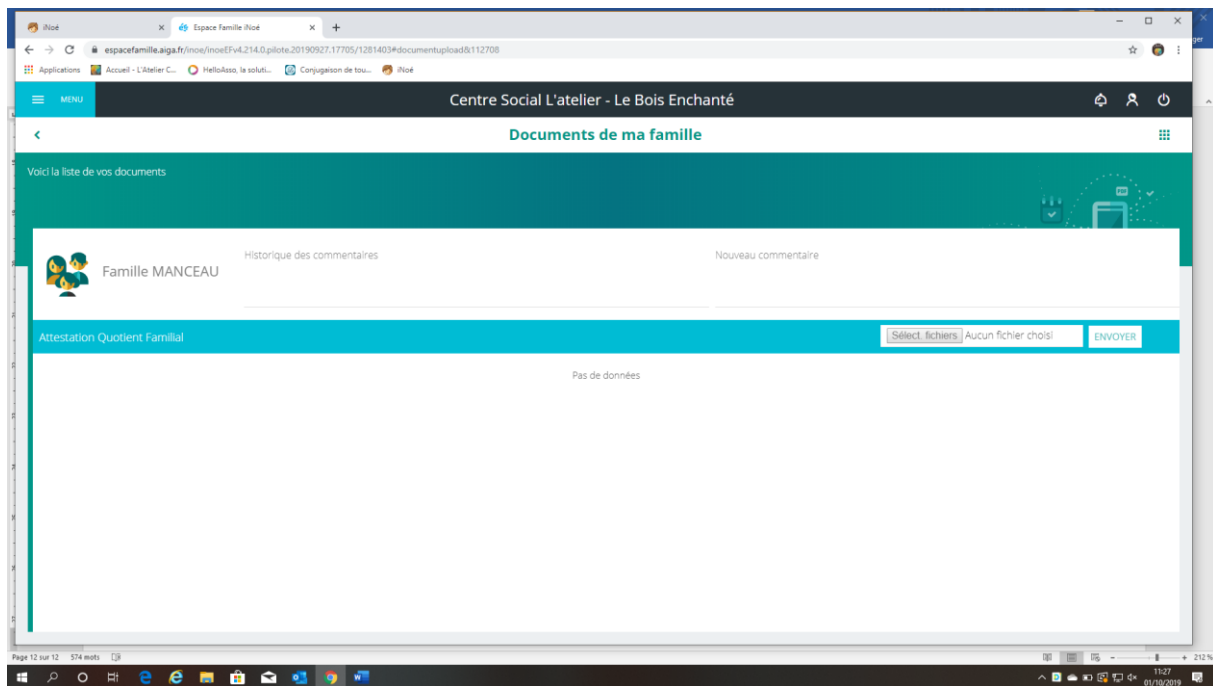 iNoé
Espace Famille iNoé
espacefamille.aiga.fr/inoe/inoeEFv4.214.0.pilote.20190927.17705/1281403#documentupload&112708
Applications Accueil - L'Atelier C... HelloAsso, la soluti... Conjugaison de tou... iNoé
MENU Centre Social L'atelier - Le Bois Enchanté
Documents de ma famille
Voici la liste de vos documents
PDF
Famille MANCEAU
Historique des commentaires
Nouveau commentaire
Attestation Quotient Familial
Sélect. fichiers Aucun fichier choisi ENVOYER
Pas de données
Page 12 sur 12 574 mots 212 %
11:27
01/10/2019